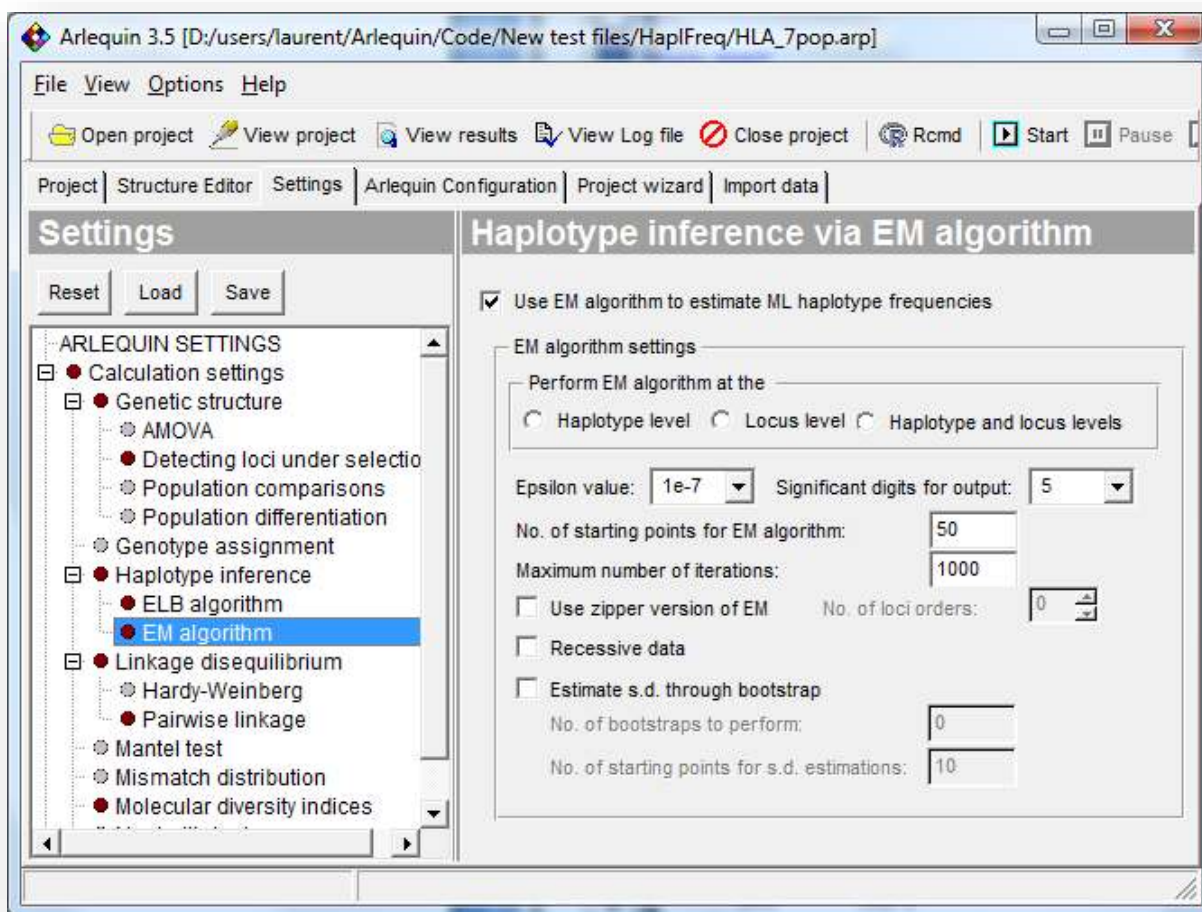 Arlequin 3.5 [D:/users/laurent/Arlequin/Code/New test files/HaplFreq/HLA_7pop.arp]
File View Options Help
Open project View project View results View Log file Close project Rcmd Start Pause
Project Structure Editor Settings Arlequin Configuration Project wizard Import data
Settings
Reset Load Save
ARLEQUIN SETTINGS
Calculation settings
Genetic structure
AMOVA
Detecting loci under selectio
Population comparisons
Population differentiation
Genotype assignment
Haplotype inference
ELB algorithm
EM algorithm
Linkage disequilibrium
Hardy-Weinberg
Pairwise linkage
Mantel test
Mismatch distribution
Molecular diversity indices
Haplotype inference via EM algorithm
Use EM algorithm to estimate ML haplotype frequencies
EM algorithm settings
Perform EM algorithm at the
Haplotype level Locus level Haplotype and locus levels
Epsilon value: 1e-7 Significant digits for output: 5
No. of starting points for EM algorithm: 50
Maximum number of iterations: 1000
Use zipper version of EM No. of loci orders: 0
Recessive data
Estimate s.d. through bootstrap
No. of bootstraps to perform: 0
No. of starting points for s.d. estimations: 10